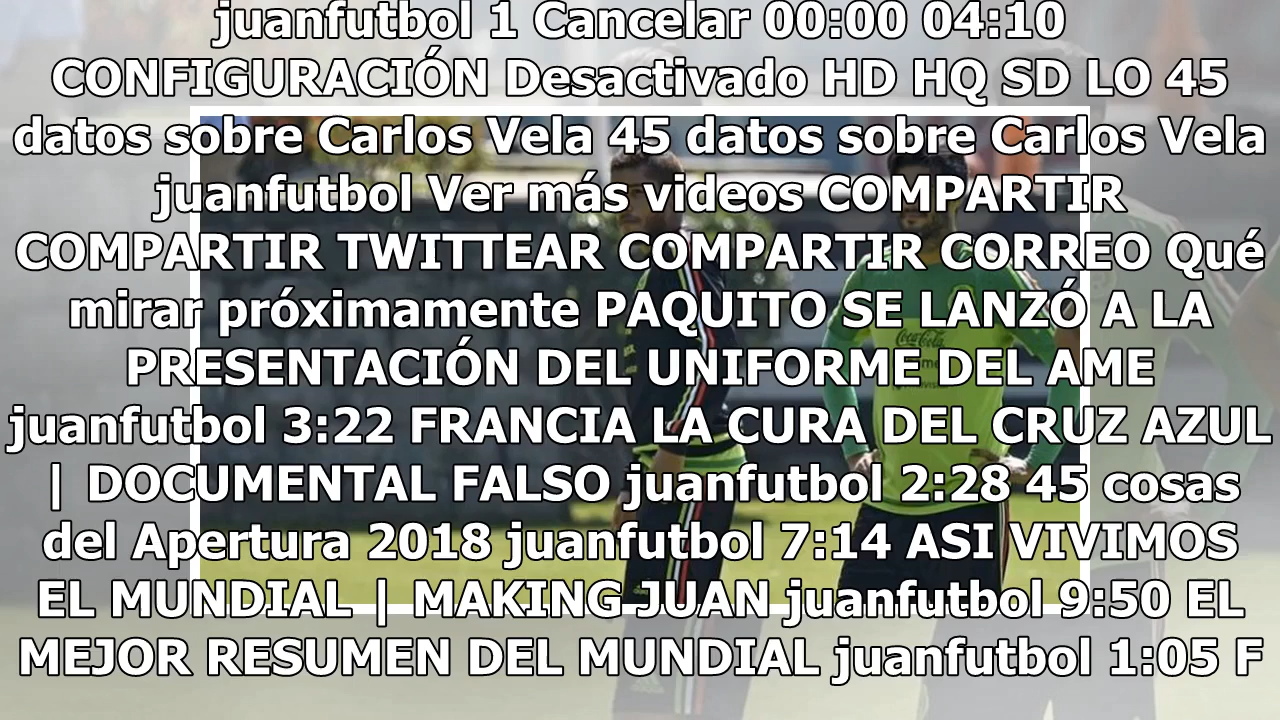 juanfutbol 1 Cancelar 00:00 04:10
CONFIGURACIÓN Desactivado HD HQ SD LO 45
datos sobre Carlos Vela 45 datos sobre Carlos Vela
juanfutbol Ver más videos COMPARTIR
COMPARTIR TWITTEAR COMPARTIR CORREO Qué
mirar próximamente PAQUITO SE LANZÓ A LA
Coca-Cola
PRESENTACIÓN DEL UNIFORME DEL AME
juanfutbol 3:22 FRANCIA LA CURA DEL CRUZ AZUL
| DOCUMENTAL FALSO juanfutbol 2:28 45 cosas
del Apertura 2018 juanfutbol 7:14 ASI VIVIMOS
EL MUNDIAL | MAKING JUAN juanfutbol 9:50 EL
MEJOR RESUMEN DEL MUNDIAL juanfutbol 1:05 F